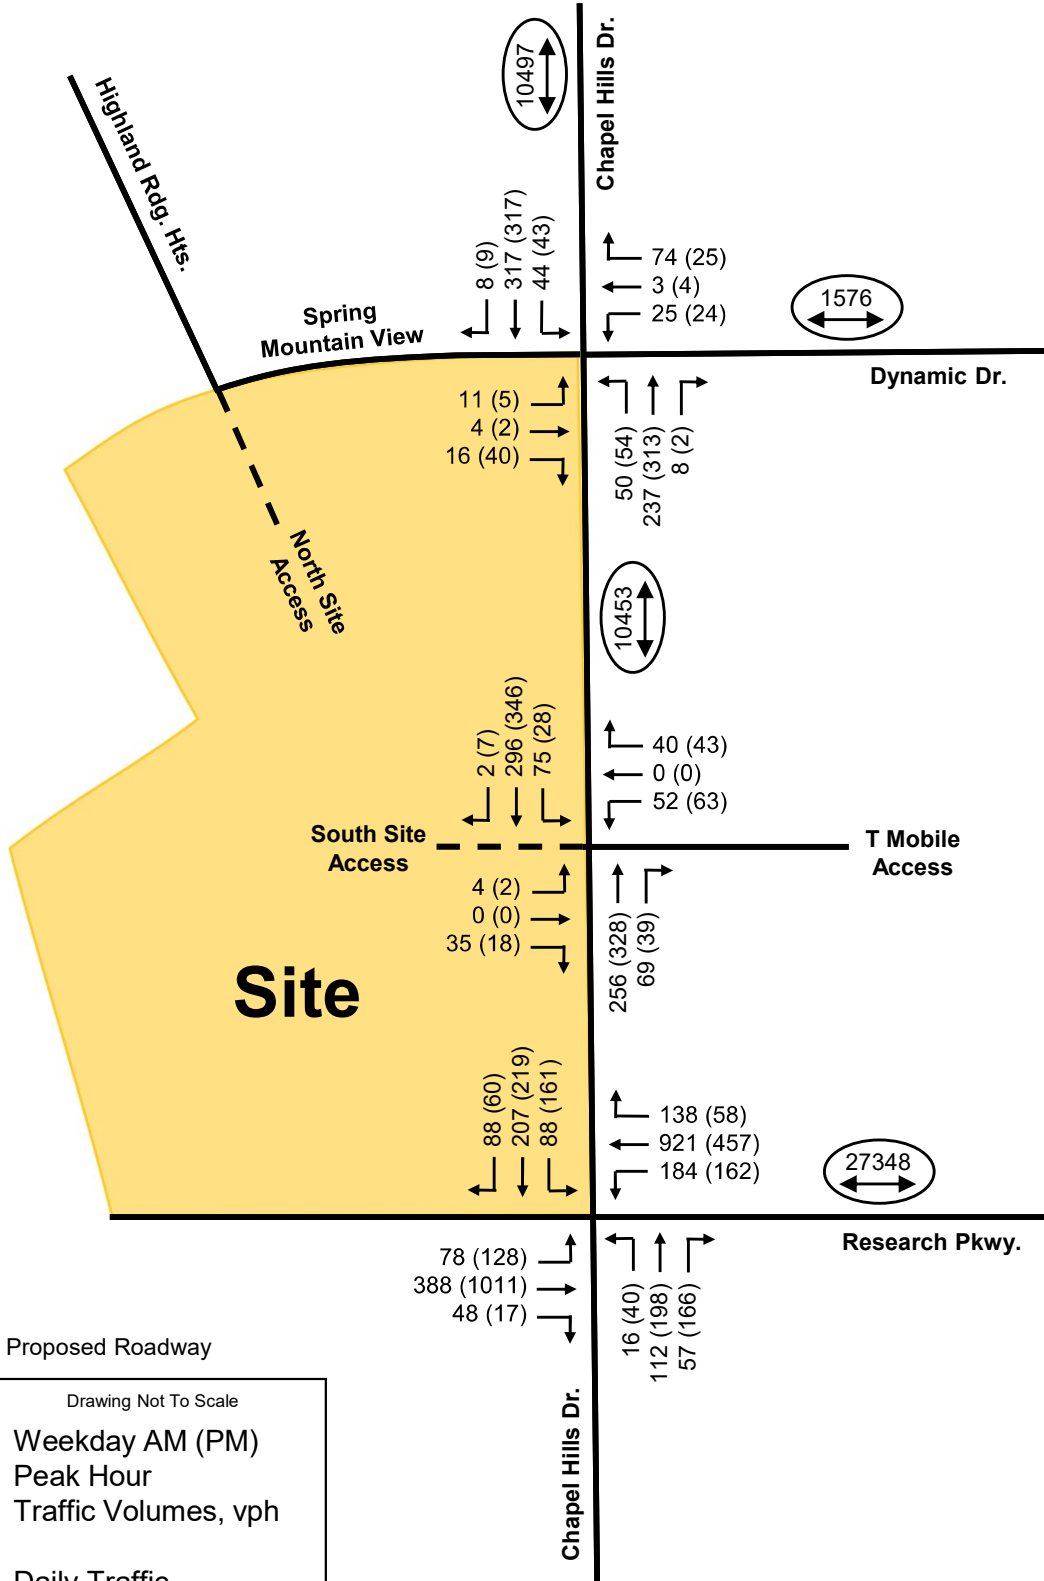 10497
Chapel Hills Dr.
Highland Rdg. Hts.
8 (9)
317 (317)
44 (43)
74 (25)
3 (4)
25 (24)
1576
Spring
Mountain View
Dynamic Dr.
11 (5)
4 (2)
16 (40)
50 (54)
237 (313)
8 (2)
North Site
Access
10453
2 (7)
296 (346)
75 (28)
40 (43)
0 (0)
52 (63)
South Site
Access
T Mobile
Access
4 (2)
0 (0)
35 (18)
256 (328)
69 (39)
Site
88 (60)
207 (219)
88 (161)
138 (58)
921 (457)
184 (162)
27348
Research Pkwy.
78 (128)
388 (1011)
48 (17)
16 (40)
112 (198)
57 (166)
Proposed Roadway
Chapel Hills Dr.
Drawing Not To Scale
Weekday AM (PM)
Peak Hour
Traffic Volumes, vph
Daily Traffic